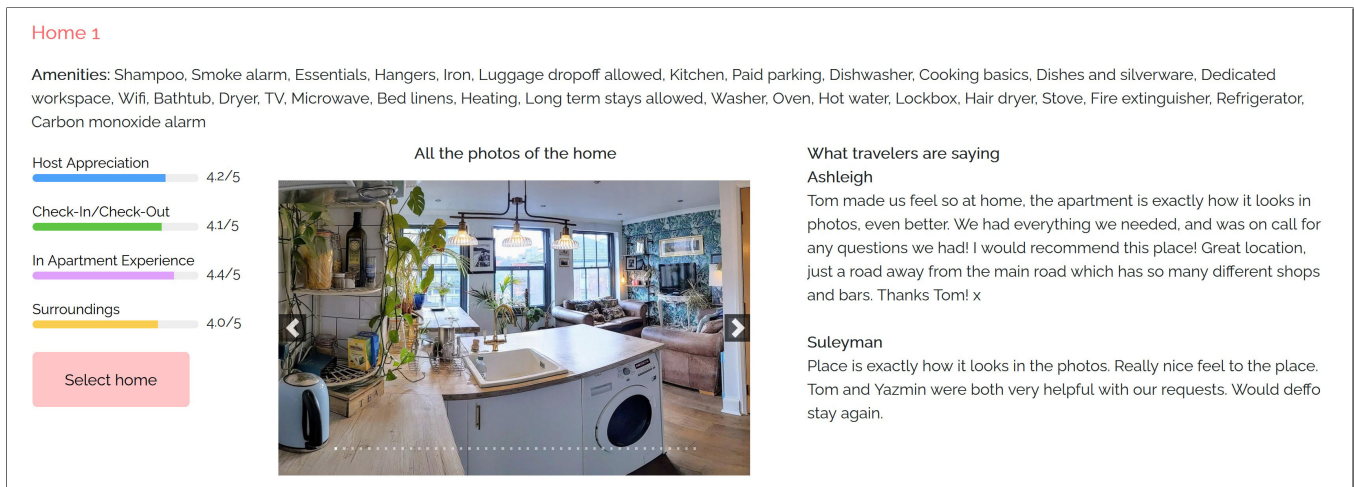 Home 1
Amenities: Shampoo, Smoke alarm, Essentials, Hangers, Iron, Luggage dropoff allowed, Kitchen, Paid parking, Dishwasher, Cooking basics, Dishes and silverware, Dedicated
workspace, Wifi, Bathtub, Dryer, TV, Microwave, Bed linens, Heating, Long term stays allowed, Washer, Oven, Hot water, Lockbox, Hair dryer, Stove, Fire extinguisher, Refrigerator,
Carbon monoxide alarm
Host Appreciation
4.2/5
Check-In/Check-Out
4.1/5
In Apartment Experience
4.4/5
Surroundings
4.0/5
Select home
All the photos of the home
What travelers are saying
Ashleigh
Tom made us feel so at home, the apartment is exactly how it looks in
photos, even better. We had everything we needed, and was on call for
any questions we had! I would recommend this place! Great location,
just a road away from the main road which has so many different shops
and bars. Thanks Tom! x
Suleyman
Place is exactly how it looks in the photos. Really nice feel to the place.
Tom and Yazmin were both very helpful with our requests. Would deffo
stay again.